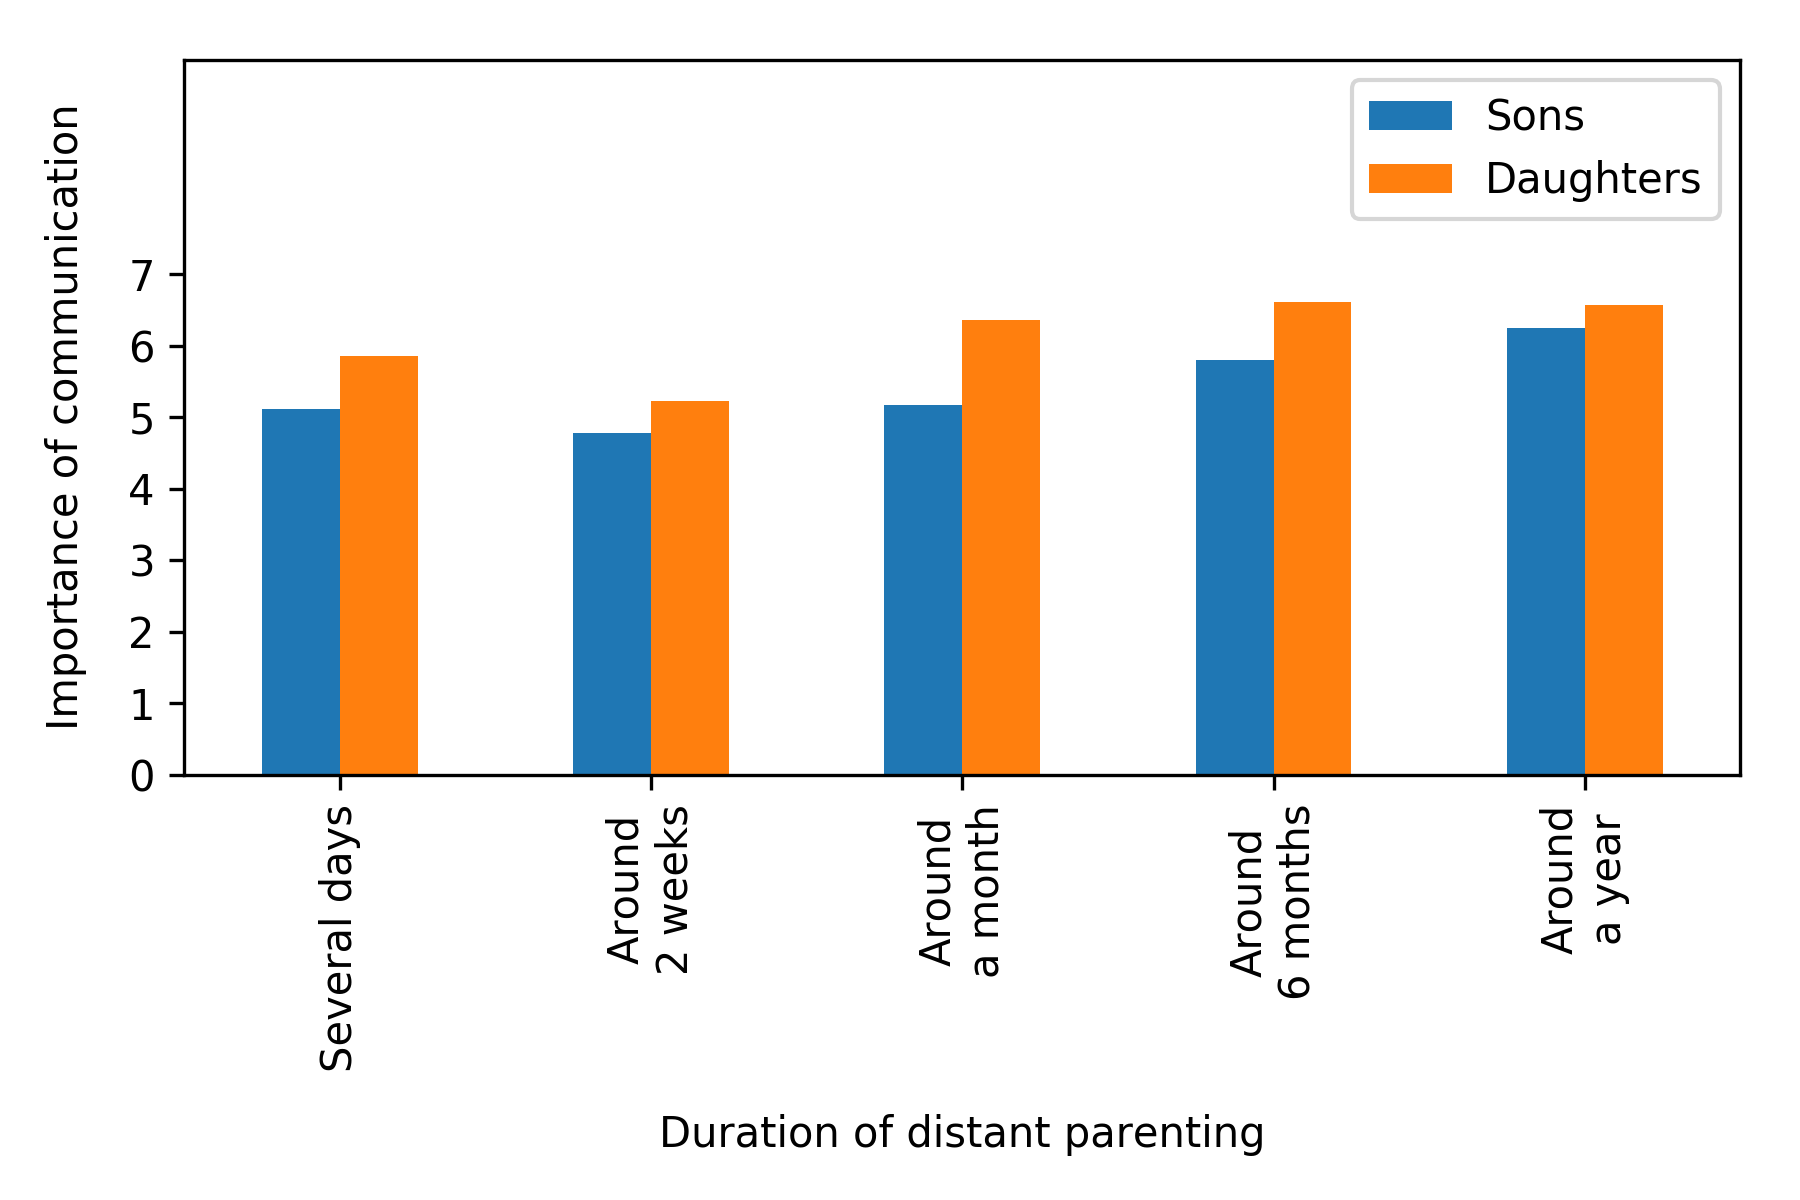 Importance of communication
7
6
5
4
3
2
1
0
Sons
Daughters
Several days
Around
2 weeks
Around
a month
Around
6 months
Around
a year
Duration of distant parenting